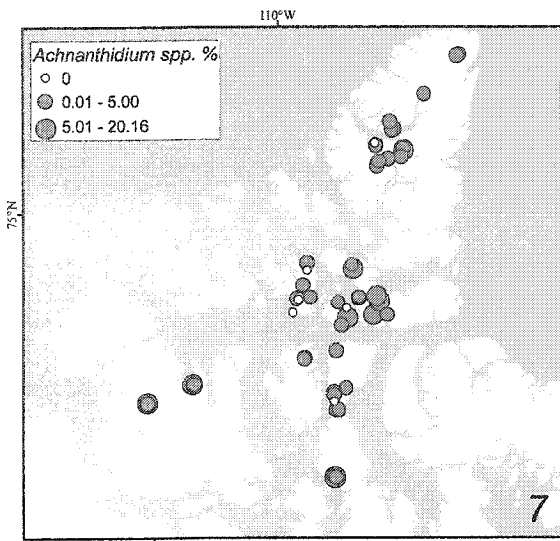 110°W
Achnanthidium spp. %
0
0.01 - 5.00
5.01 - 20.16
75°N
7